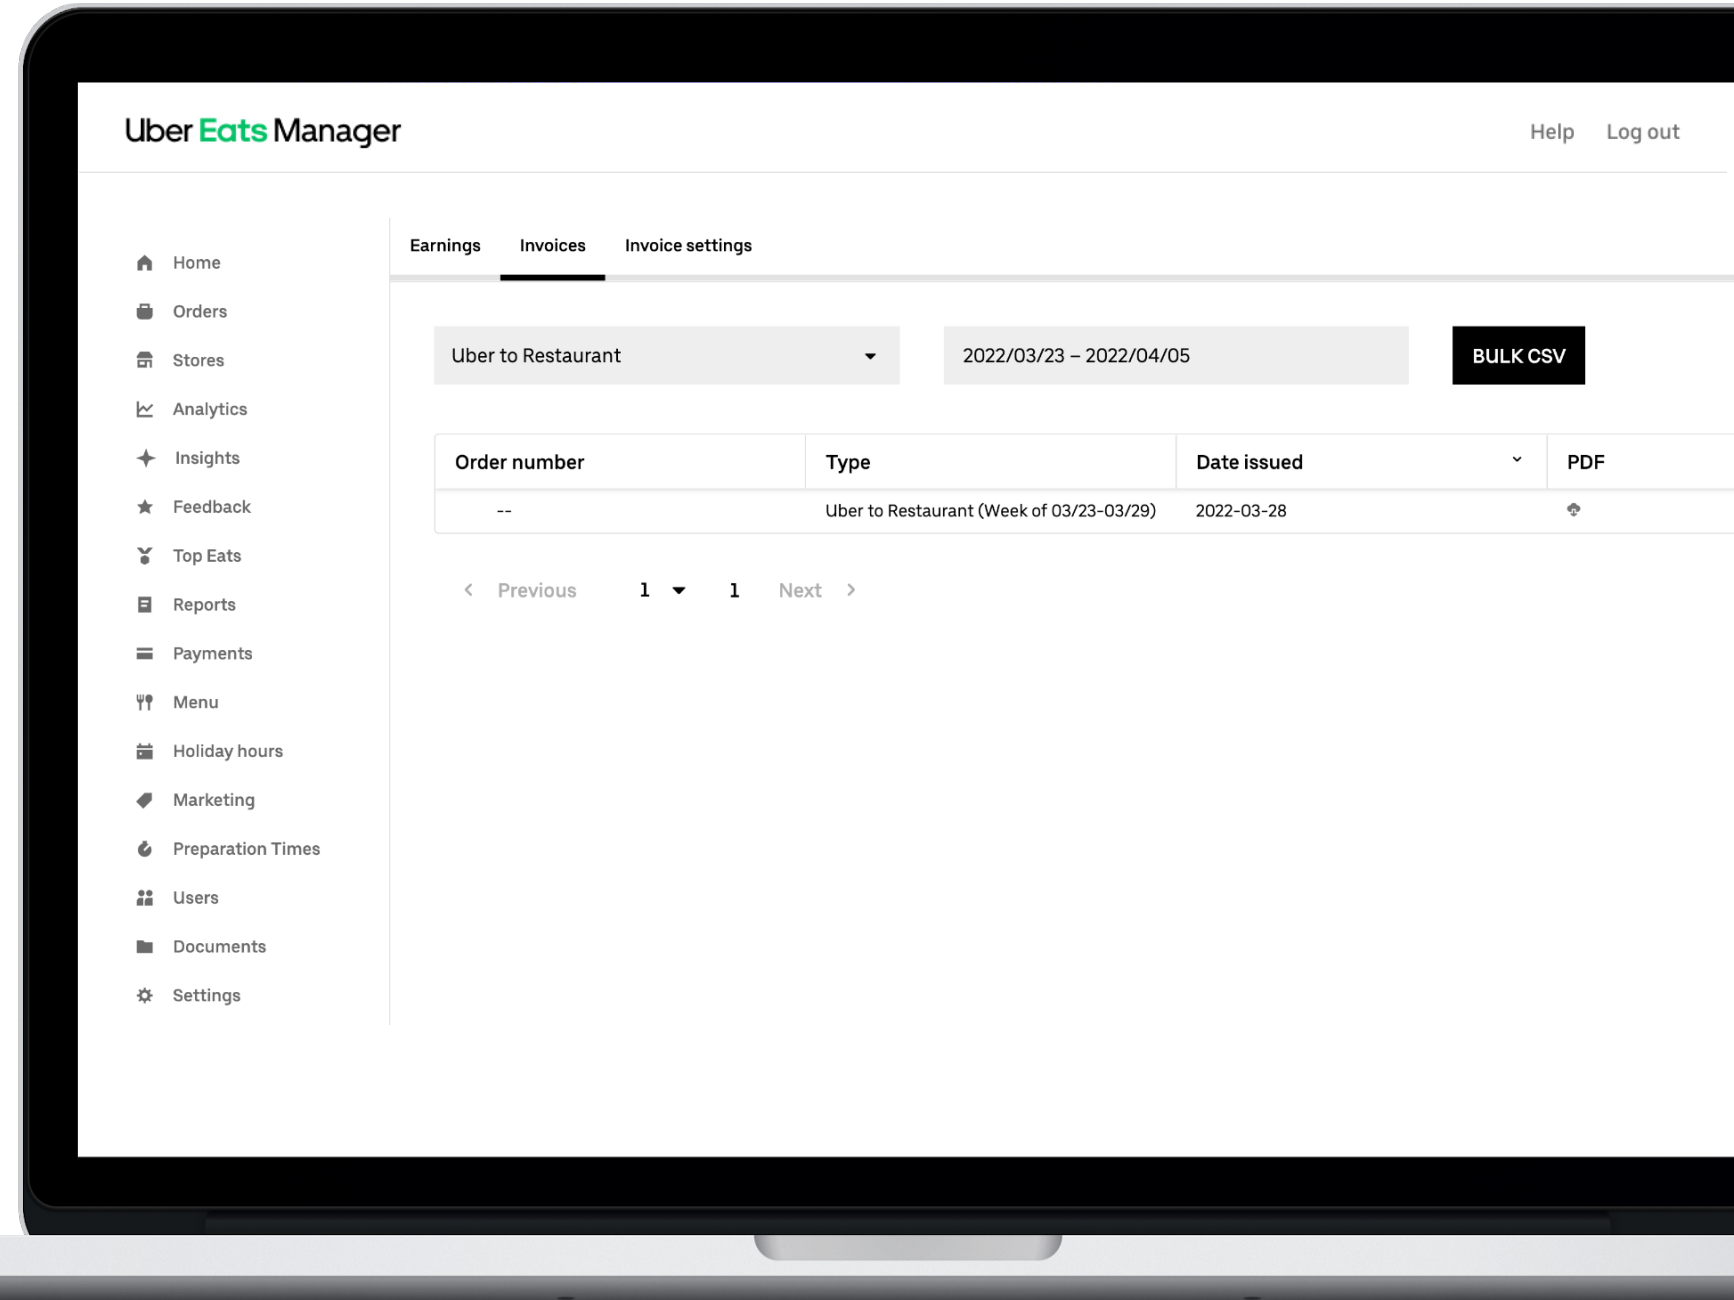 Uber Eats Manager
Help
Log out
Home
Orders
Stores
Analytics
Insights
Feedback
Top Eats
Reports
Payments
Menu
Holiday hours
Marketing
Preparation Times
Users
Documents
Settings
Earnings
Invoices
Invoice settings
Uber to Restaurant
2022/03/23 – 2022/04/05
BULK CSV
Order number
Type
Date issued
PDF
--
Uber to Restaurant (Week of 03/23-03/29)
2022-03-28
Previous
1
1
Next